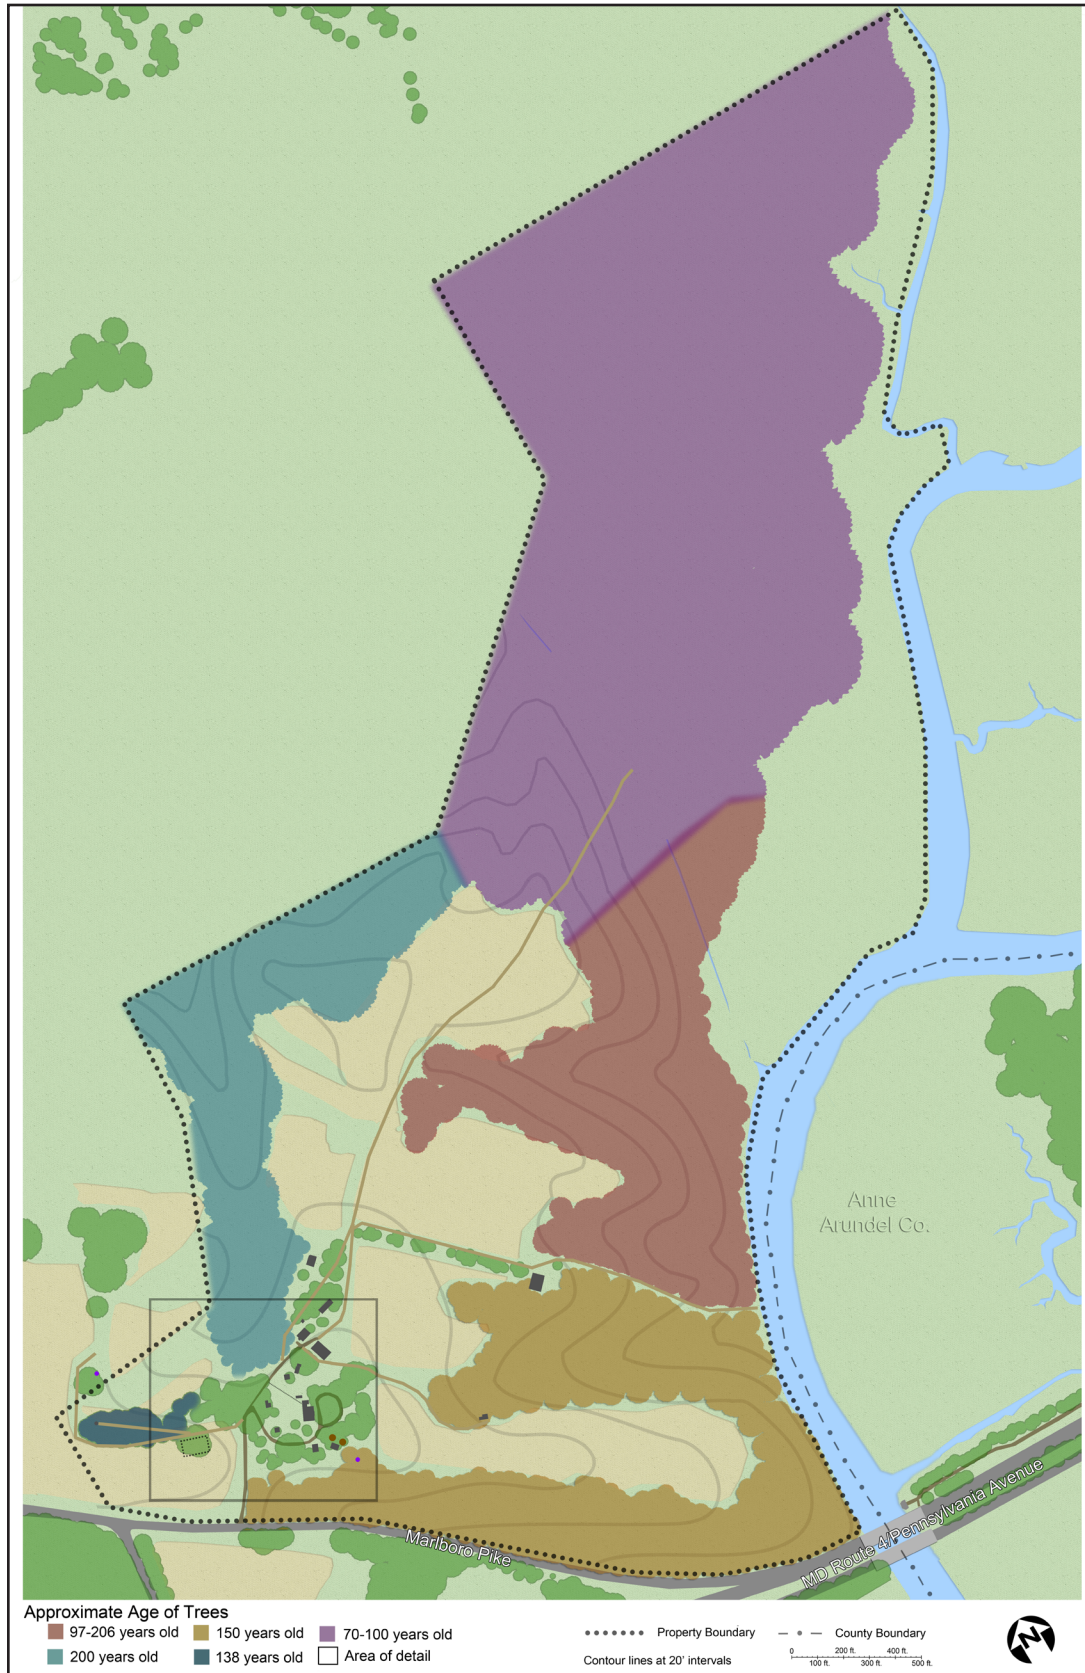 Anne
Arundel Co.
MD Route 4/Pennsylvania Avenue
Marlboro Pike
Approximate Age of Trees
97-206 years old
150 years old
70-100 years old
200 years old
138 years old
Area of detail
Property Boundary
County Boundary
Contour lines at 20' intervals
0 200 ft. 400 ft.
100 ft. 300 ft. 500 ft.
N